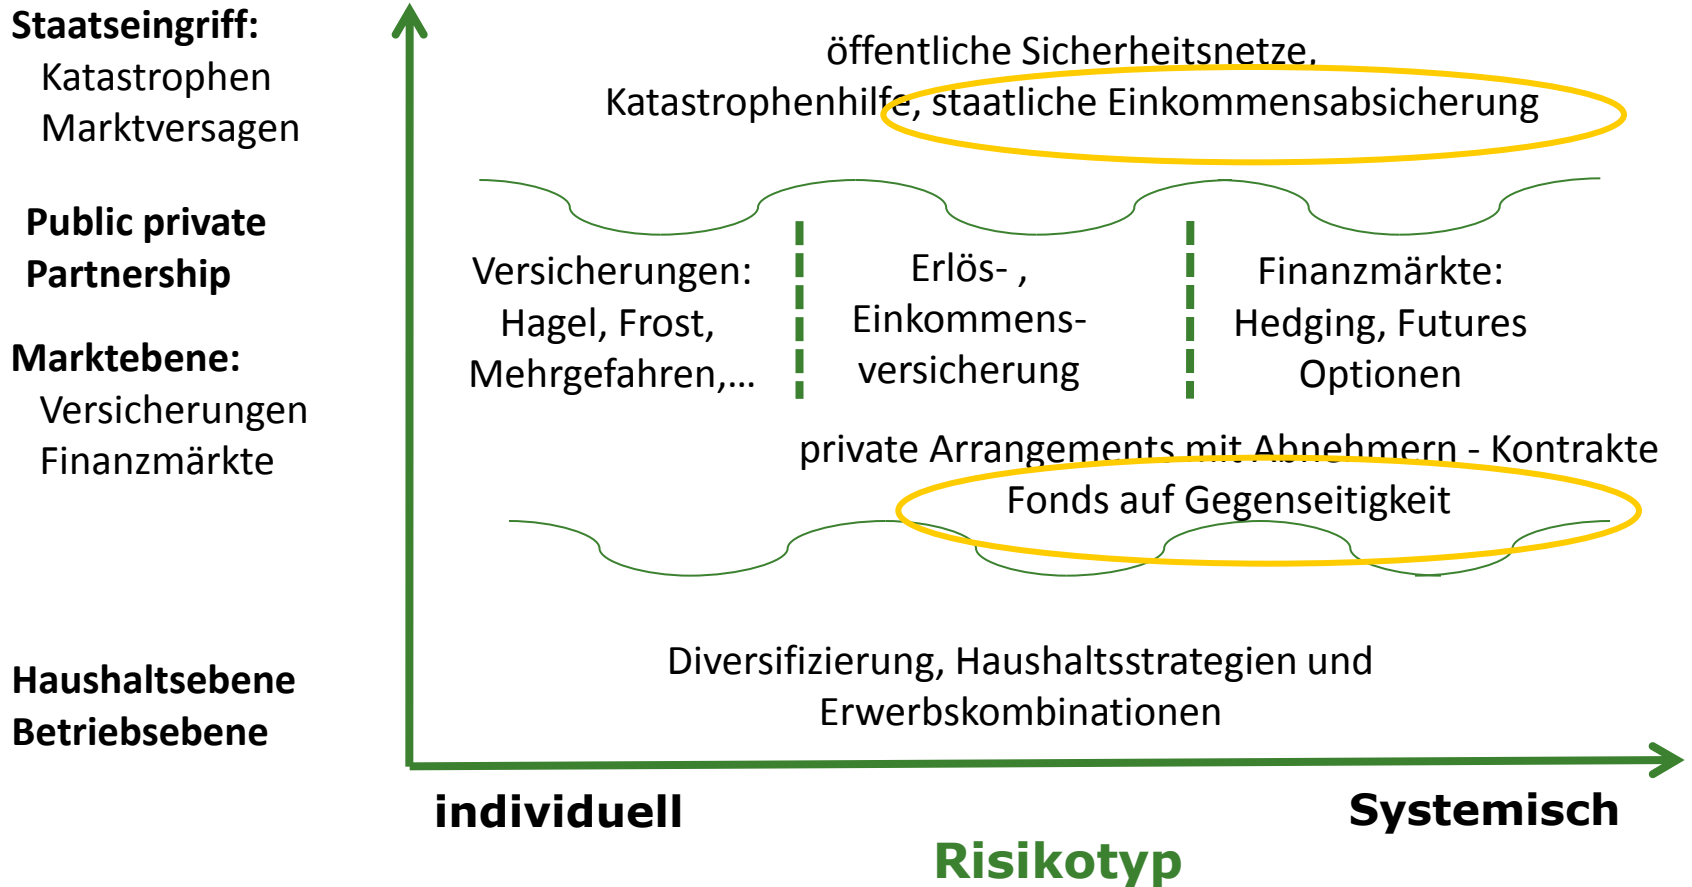 Staatseingriff:
Katastrophen
Marktversagen
Public private
Partnership
Marktebene:
Versicherungen
Finanzmärkte
Haushaltsebene
Betriebsebene
öffentliche Sicherheitsnetze,
Katastrophenhilfe, staatliche Einkommensabsicherung
Versicherungen:
Hagel, Frost,
Mehrgefahren,...
Erlös- ,
Einkommens-
versicherung
Finanzmärkte:
Hedging, Futures
Optionen
private Arrangements mit Abnehmern - Kontrakte
Fonds auf Gegenseitigkeit
Diversifizierung, Haushaltsstrategien und
Erwerbskombinationen
individuell
Systemisch
Risikotyp